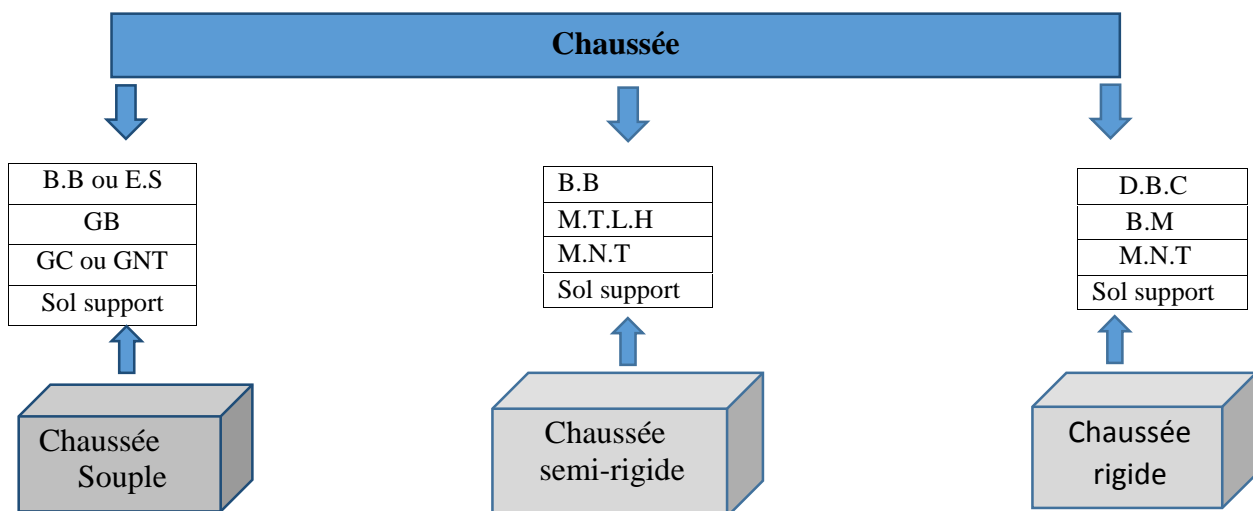 Chaussée
B.B ou E.S
GB
GC ou GNT
Sol support
B.B
M.T.L.H
M.N.T
Sol support
D.B.C
B.M
M.N.T
Sol support
Chaussée
Souple
Chaussée
semi-rigide
Chaussée
rigide